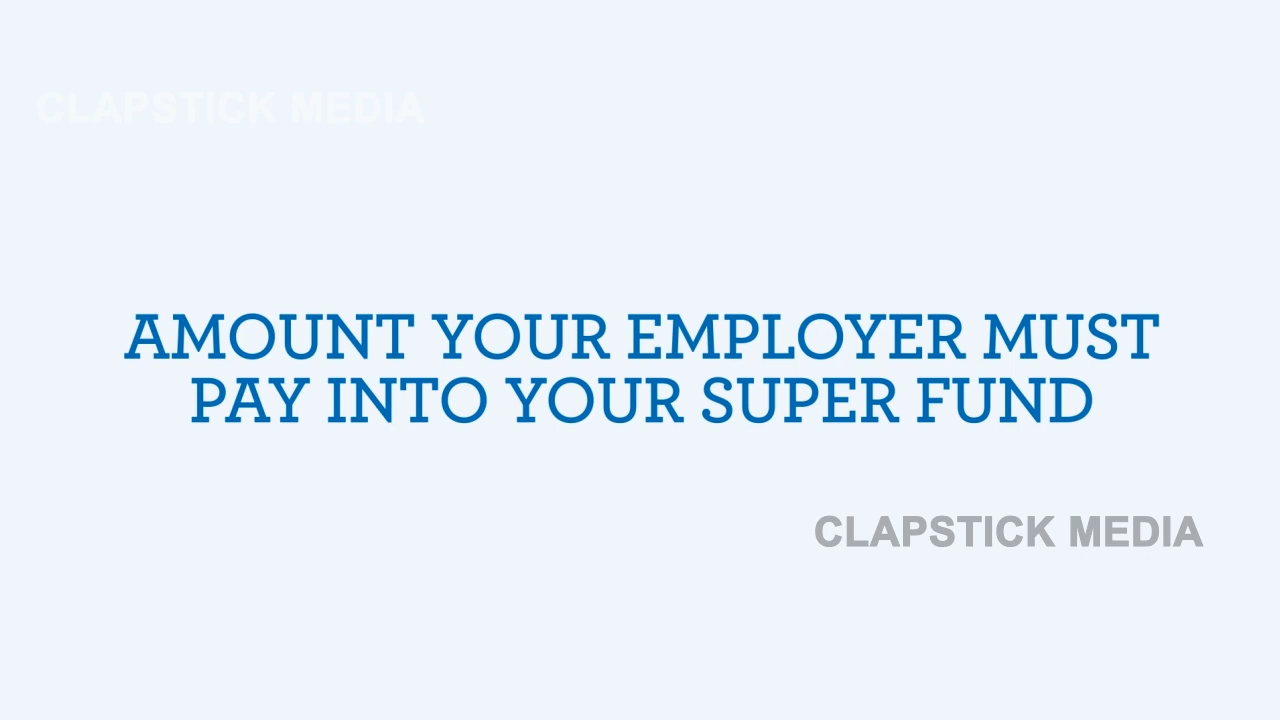 CLAPSTICK MEDIA
AMOUNT YOUR EMPLOYER MUST
PAY INTO YOUR SUPER FUND
CLAPSTICK MEDIA